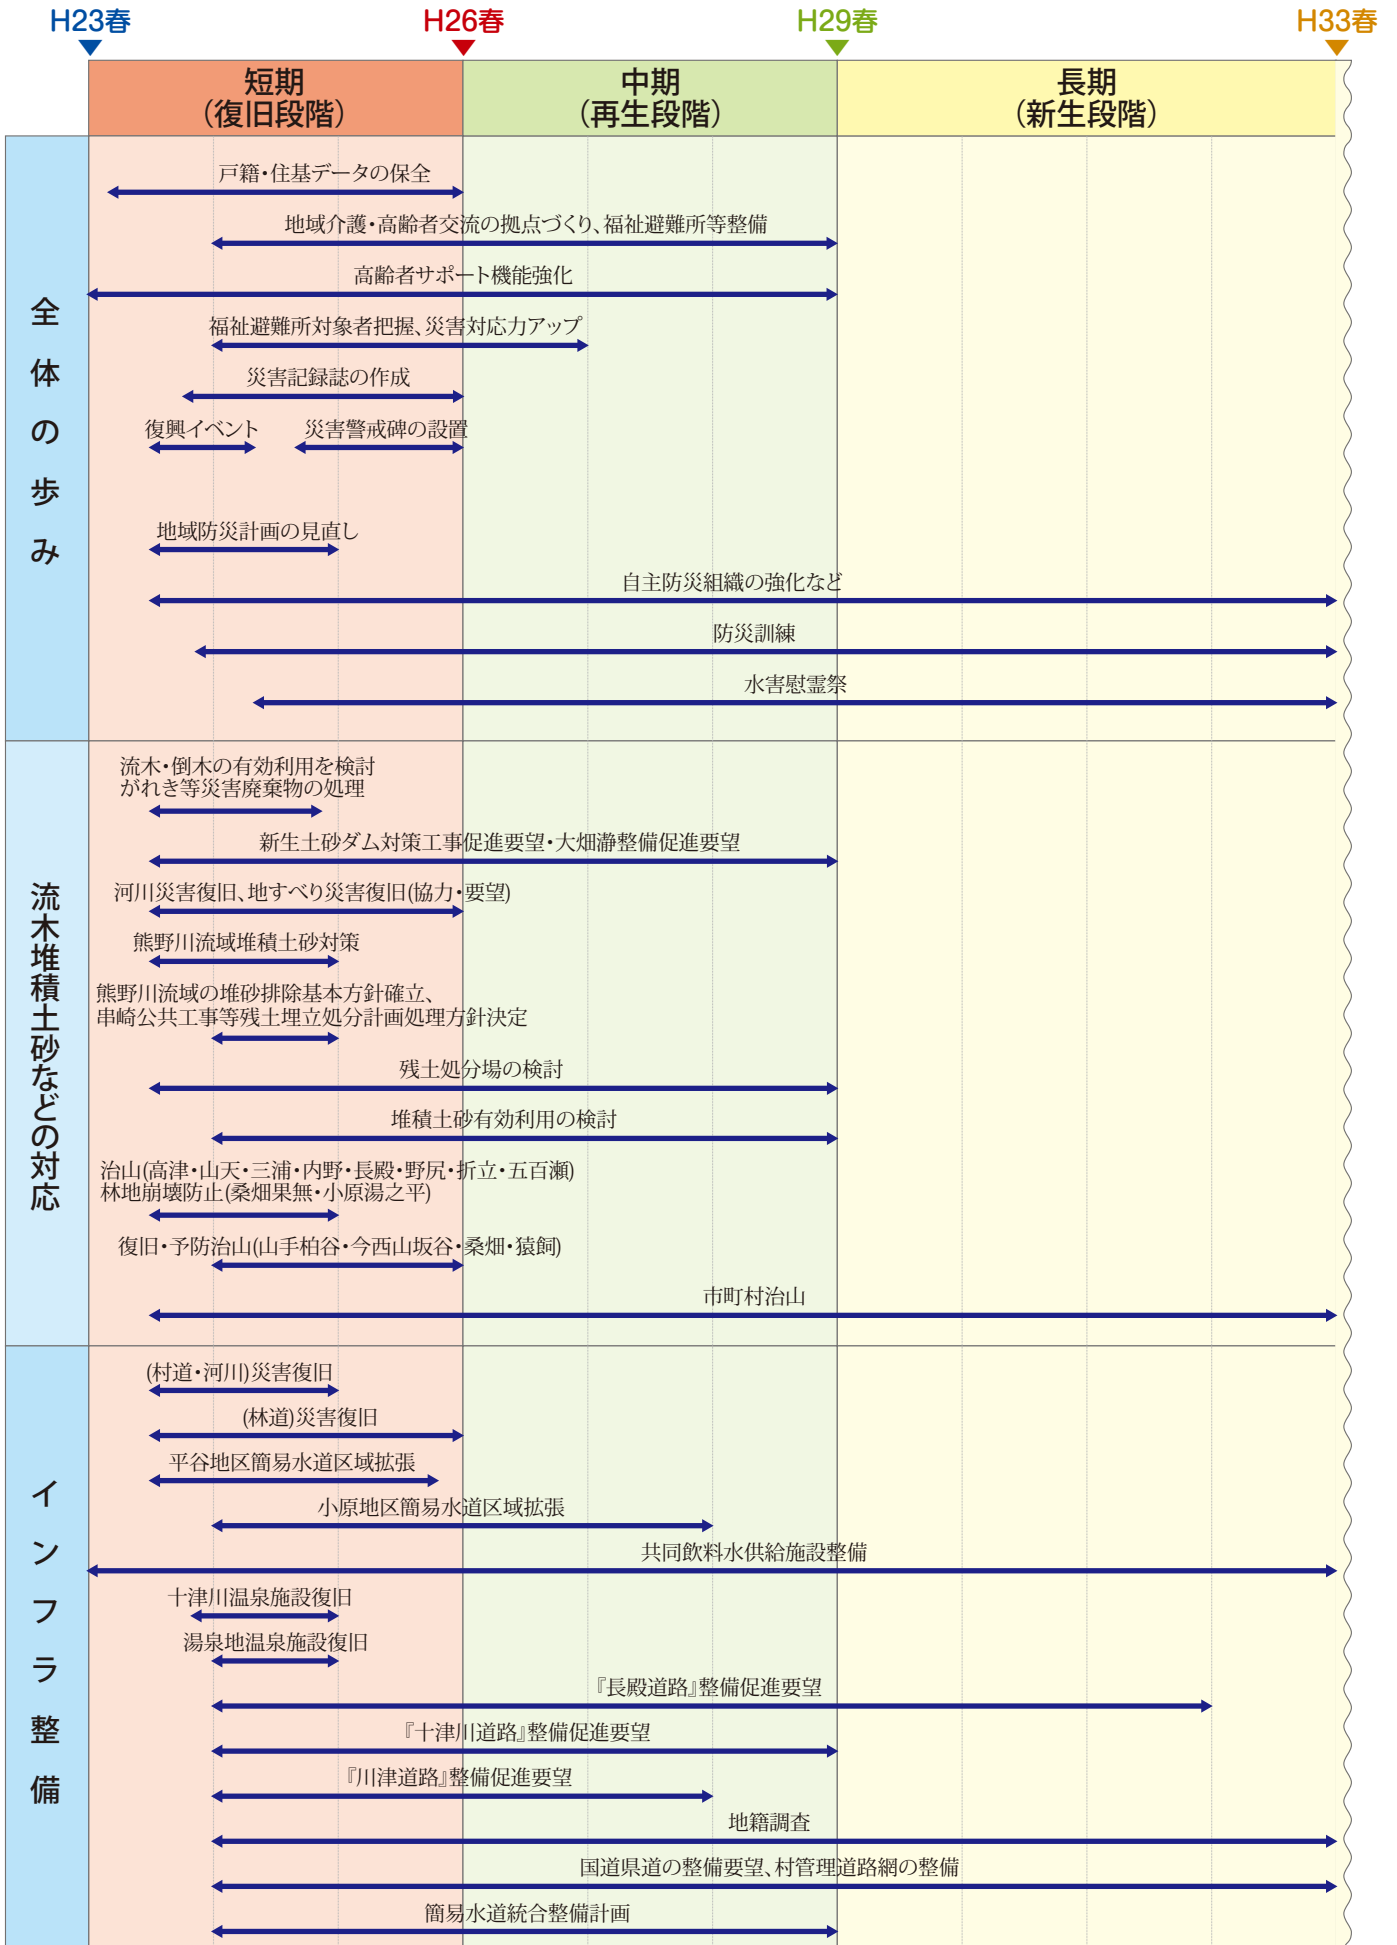 H23春
H26春
H29春
H33春
短期
（復旧段階）
中期
（再生段階）
長期
（新生段階）
全体の歩み
戸籍・住基データの保全
地域介護・高齢者交流の拠点づくり、福祉避難所等整備
高齢者サポート機能強化
福祉避難所対象者把握、災害対応力アップ
災害記録誌の作成
復興イベント
災害警戒碑の設置
地域防災計画の見直し
自主防災組織の強化など
防災訓練
水害慰霊祭
流木堆積土砂などの対応
流木・倒木の有効利用を検討
がれき等災害廃棄物の処理
新生土砂ダム対策工事促進要望・大畑瀞整備促進要望
河川災害復旧、地すべり災害復旧(協力・要望)
熊野川流域堆積土砂対策
熊野川流域の堆砂排除基本方針確立、
串崎公共工事等残土埋立処分計画処理方針決定
残土処分場の検討
堆積土砂有効利用の検討
治山(高津・山天・三浦・内野・長殿・野尻・折立・五百瀬)
林地崩壊防止(桑畑果無・小原湯之平)
復旧・予防治山(山手柏谷・今西山坂谷・桑畑・猿飼)
市町村治山
インフラ整備
(村道・河川)災害復旧
(林道)災害復旧
平谷地区簡易水道区域拡張
小原地区簡易水道区域拡張
共同飲料水供給施設整備
十津川温泉施設復旧
湯泉地温泉施設復旧
『長殿道路』整備促進要望
『十津川道路』整備促進要望
『川津道路』整備促進要望
地籍調査
国道県道の整備要望、村管理道路網の整備
簡易水道統合整備計画